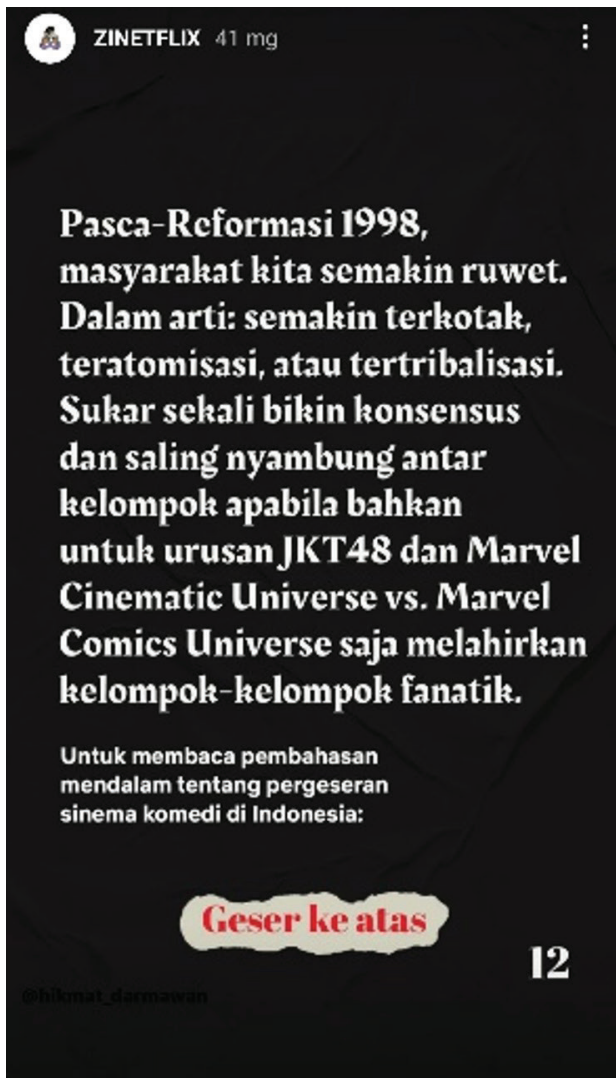 ZINETFLIX 41 mg
Pasca-Reformasi 1998,
masyarakat kita semakin ruwet.
Dalam arti: semakin terkotak,
teratomisasi, atau tertribalisasi.
Sukar sekali bikin konsensus
dan saling nyambung antar
kelompok apabila bahkan
untuk urusan JKT48 dan Marvel
Cinematic Universe vs. Marvel
Comics Universe saja melahirkan
kelompok-kelompok fanatik.
Untuk membaca pembahasan
mendalam tentang pergeseran
sinema komedi di Indonesia:
Geser ke atas
12
@hikmat_darmawan